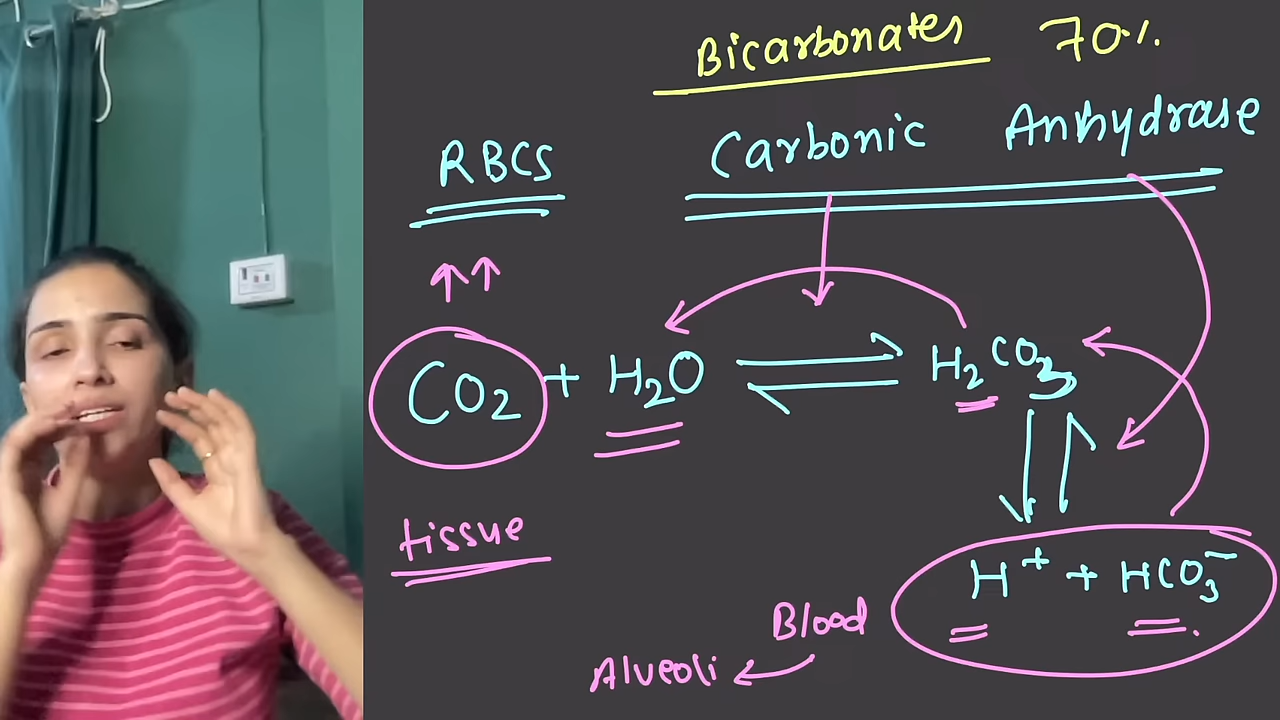 Bicarbonates 70%
RBCS Carbonic Anhydrase
↑↑
CO₂ + H₂O ⇌ H₂CO₃
tissue
H⁺ + HCO₃⁻
Blood
Alveoli